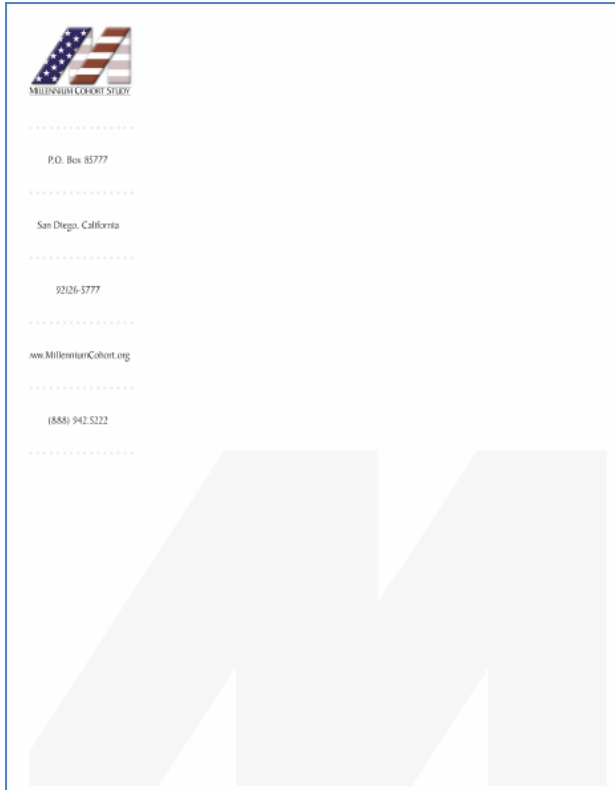 MILLENNIUM COHORT STUDY
P.O. Box 85777
San Diego, California
92126-5777
ww.MillenniumCohort.org
(888) 942.5222